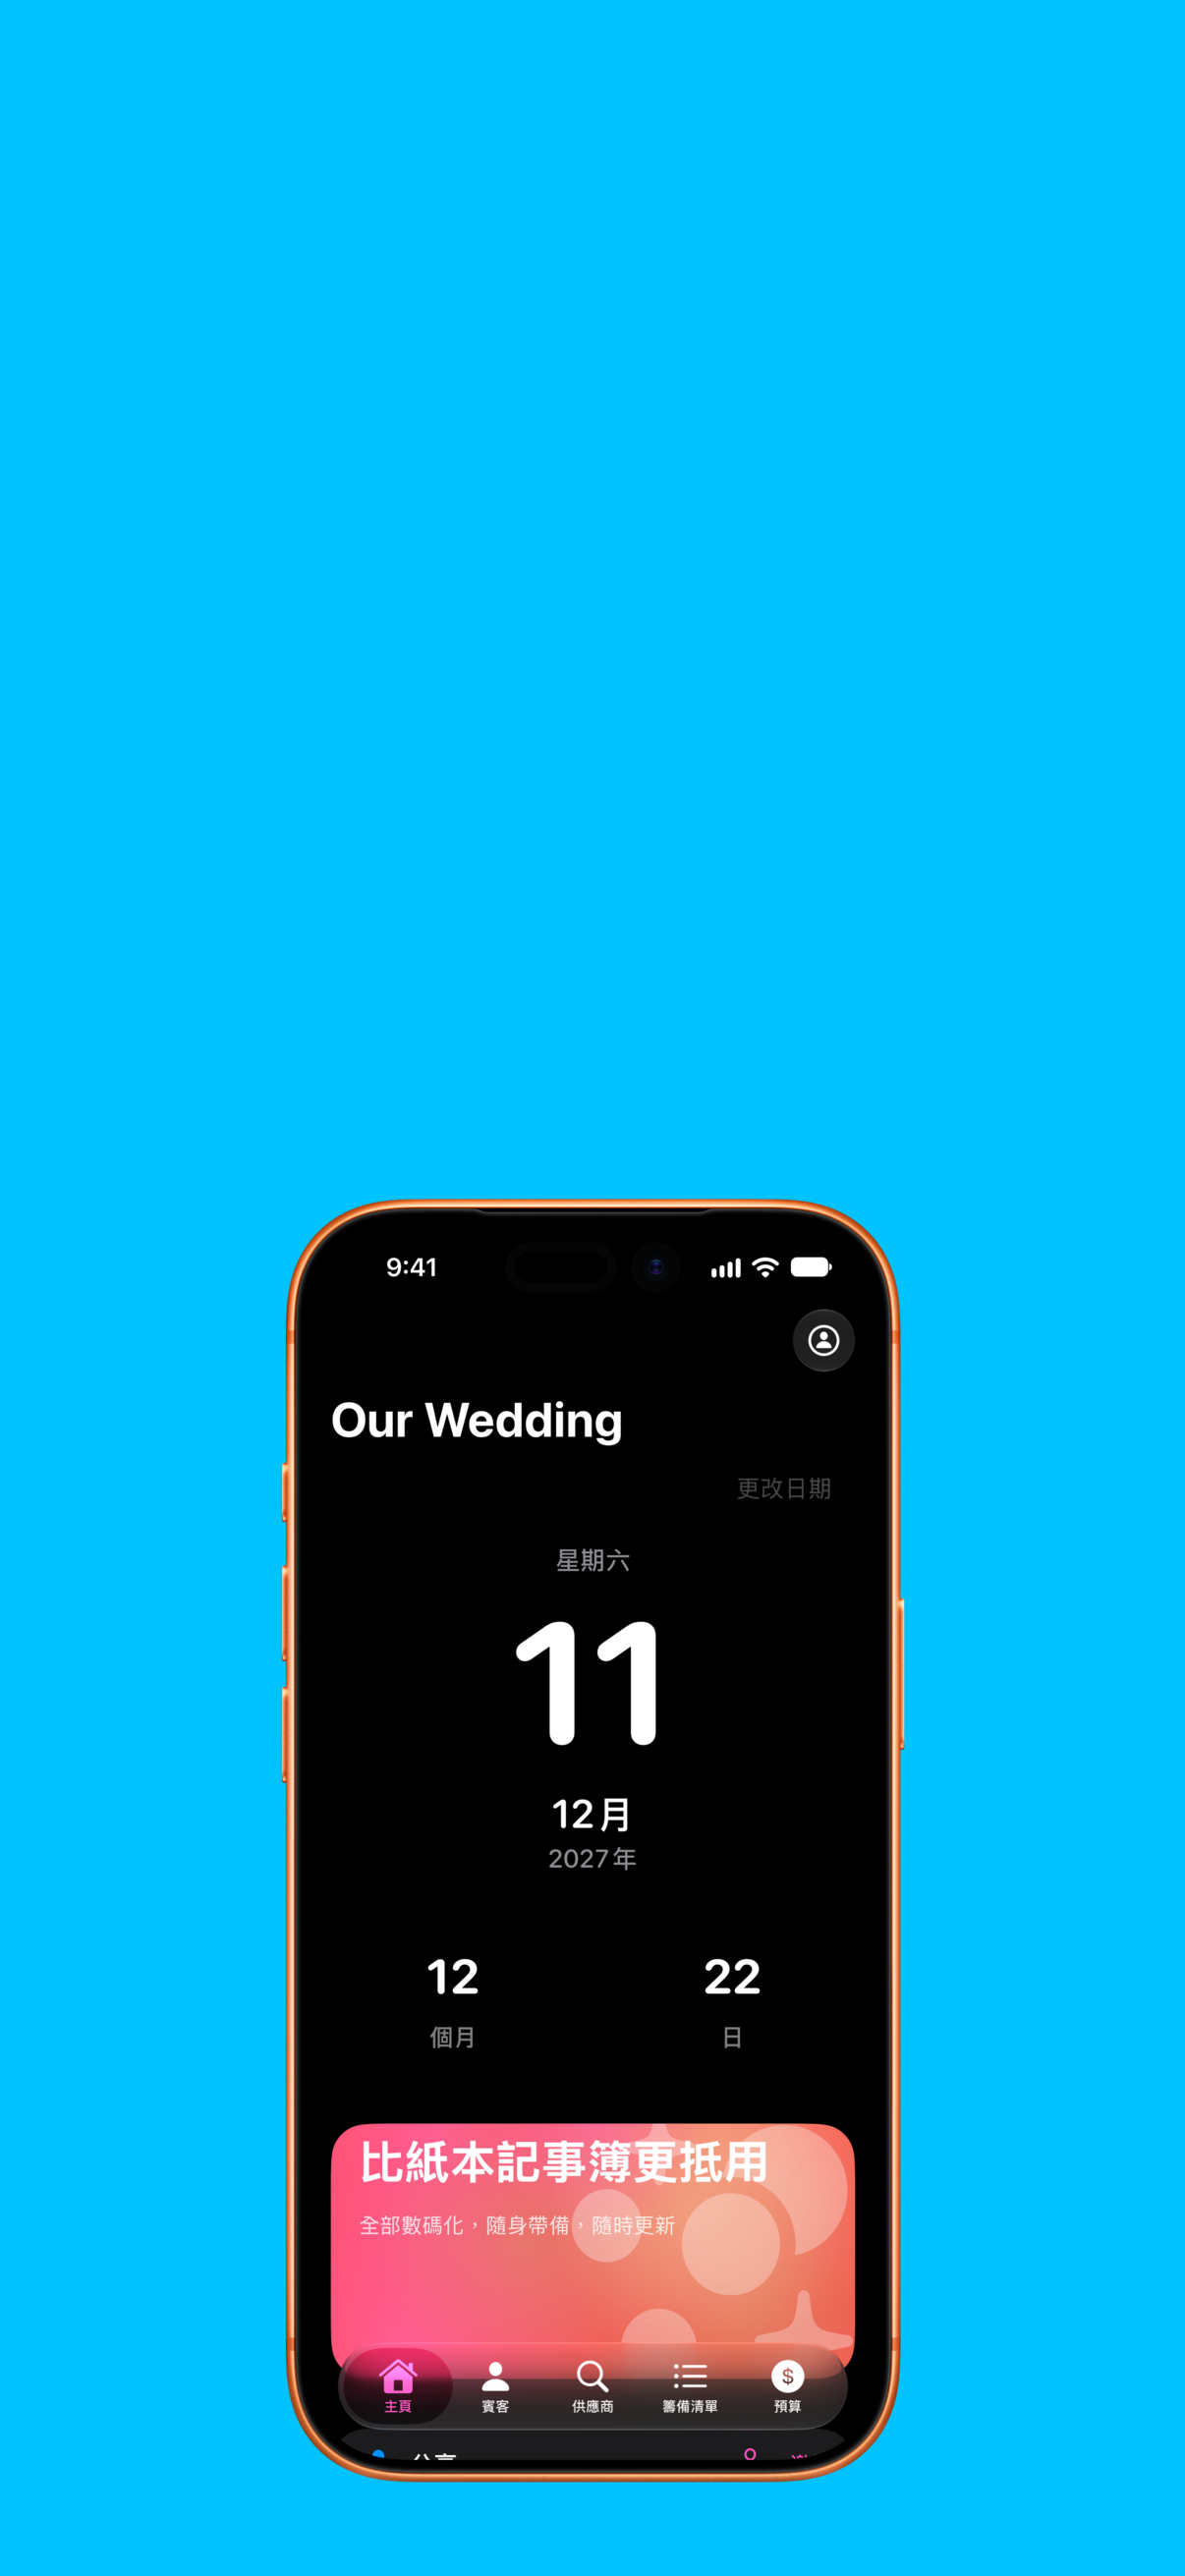 9:41
Our Wedding
更改日期
星期六
11
12月
2027年
12
22
個月
日
比紙本記事簿更抵用
全部數碼化，隨身帶備，隨時更新
主頁
賓客
供應商
籌備清單
預算